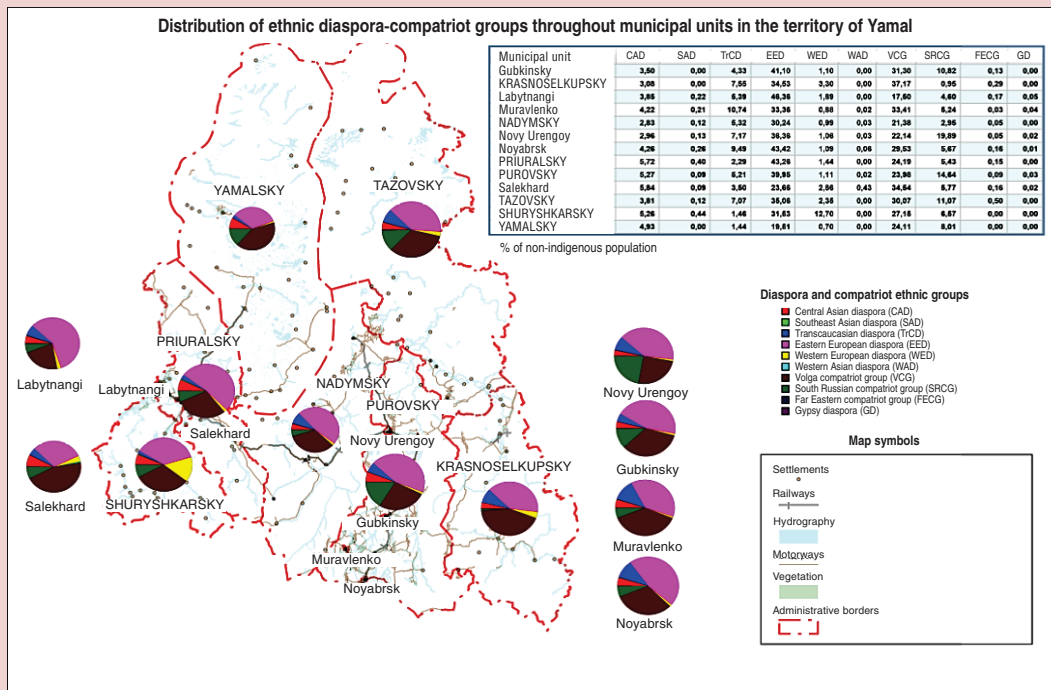 Distribution of ethnic diaspora-compatriot groups throughout municipal units in the territory of Yamal
Municipal unit CAD SAD TrCD EED WED WAD VCG SRCG FECG GD
Gubkinsky 3,50 0,00 4,33 41,10 1,10 0,00 31,30 10,82 0,13 0,00
KRASNOSELKUPSKY 3,08 0,00 7,55 34,53 3,30 0,00 37,17 0,95 0,29 0,00
Labytnangi 3,85 0,22 5,39 46,36 1,89 0,00 17,50 4,60 0,17 0,05
Muravlenko 4,22 0,21 10,74 33,36 0,88 0,02 33,41 5,24 0,03 0,04
NADYMSKY 2,83 0,12 5,32 30,24 0,99 0,03 21,38 2,95 0,05 0,00
Novy Urengoy 2,96 0,13 7,17 36,36 1,06 0,03 22,14 19,89 0,05 0,02
Noyabrsk 4,26 0,26 9,49 43,42 1,09 0,06 29,53 5,67 0,16 0,01
PRIURALSKY 5,72 0,40 2,29 43,26 1,44 0,00 24,19 5,43 0,15 0,00
PUROVSKY 5,27 0,09 5,21 39,95 1,11 0,02 23,98 14,64 0,09 0,03
Salekhard 5,84 0,09 3,50 23,66 2,86 0,43 34,54 5,77 0,16 0,02
TAZOVSKY 3,81 0,12 7,07 35,06 2,35 0,00 30,07 11,07 0,50 0,00
SHURYSHKARSKY 5,26 0,44 1,46 31,53 12,70 0,00 27,15 6,57 0,00 0,00
YAMALSKY 4,93 0,00 1,44 19,81 0,70 0,00 24,11 8,01 0,00 0,00
% of non-indigenous population
YAMALSKY
TAZOVSKY
PRIURALSKY
Labytnangi
Labytnangi
NADYMSKY
PUROVSKY
Salekhard
Novy Urengoy
Salekhard
SHURYSHKARSKY
KRASNOSELKUPSKY
Gubkinsky
Muravlenko
Noyabrsk
Novy Urengoy
Gubkinsky
Muravlenko
Noyabrsk
Diaspora and compatriot ethnic groups
Central Asian diaspora (CAD)
Southeast Asian diaspora (SAD)
Transcaucasian diaspora (TrCD)
Eastern European diaspora (EED)
Western European diaspora (WED)
Western Asian diaspora (WAD)
Volga compatriot group (VCG)
South Russian compatriot group (SRCG)
Far Eastern compatriot group (FECG)
Gypsy diaspora (GD)
Map symbols
Settlements
Railways
Hydrography
Motorways
Vegetation
Administrative borders